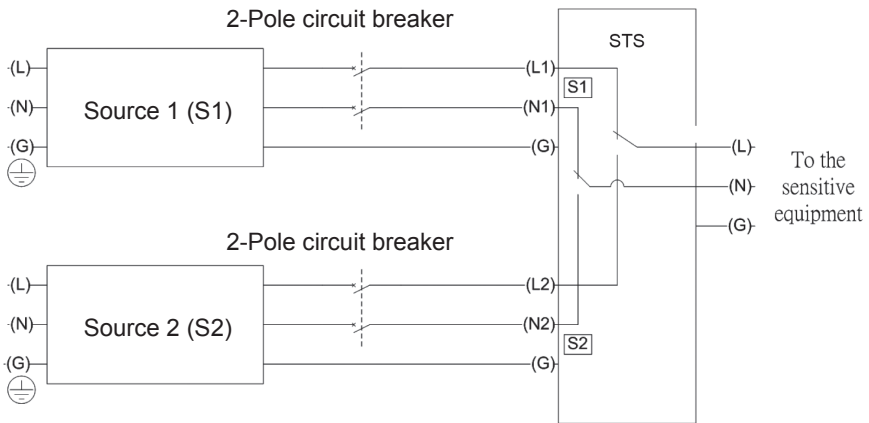 2-Pole circuit breaker
STS
(L)
(L1)
S1
(N)
Source 1 (S1)
(N1)
(G)
(G)
(L)
To the
(N)
sensitive
equipment
(G)
2-Pole circuit breaker
(L)
(L2)
(N)
Source 2 (S2)
(N2)
S2
(G)
(G)